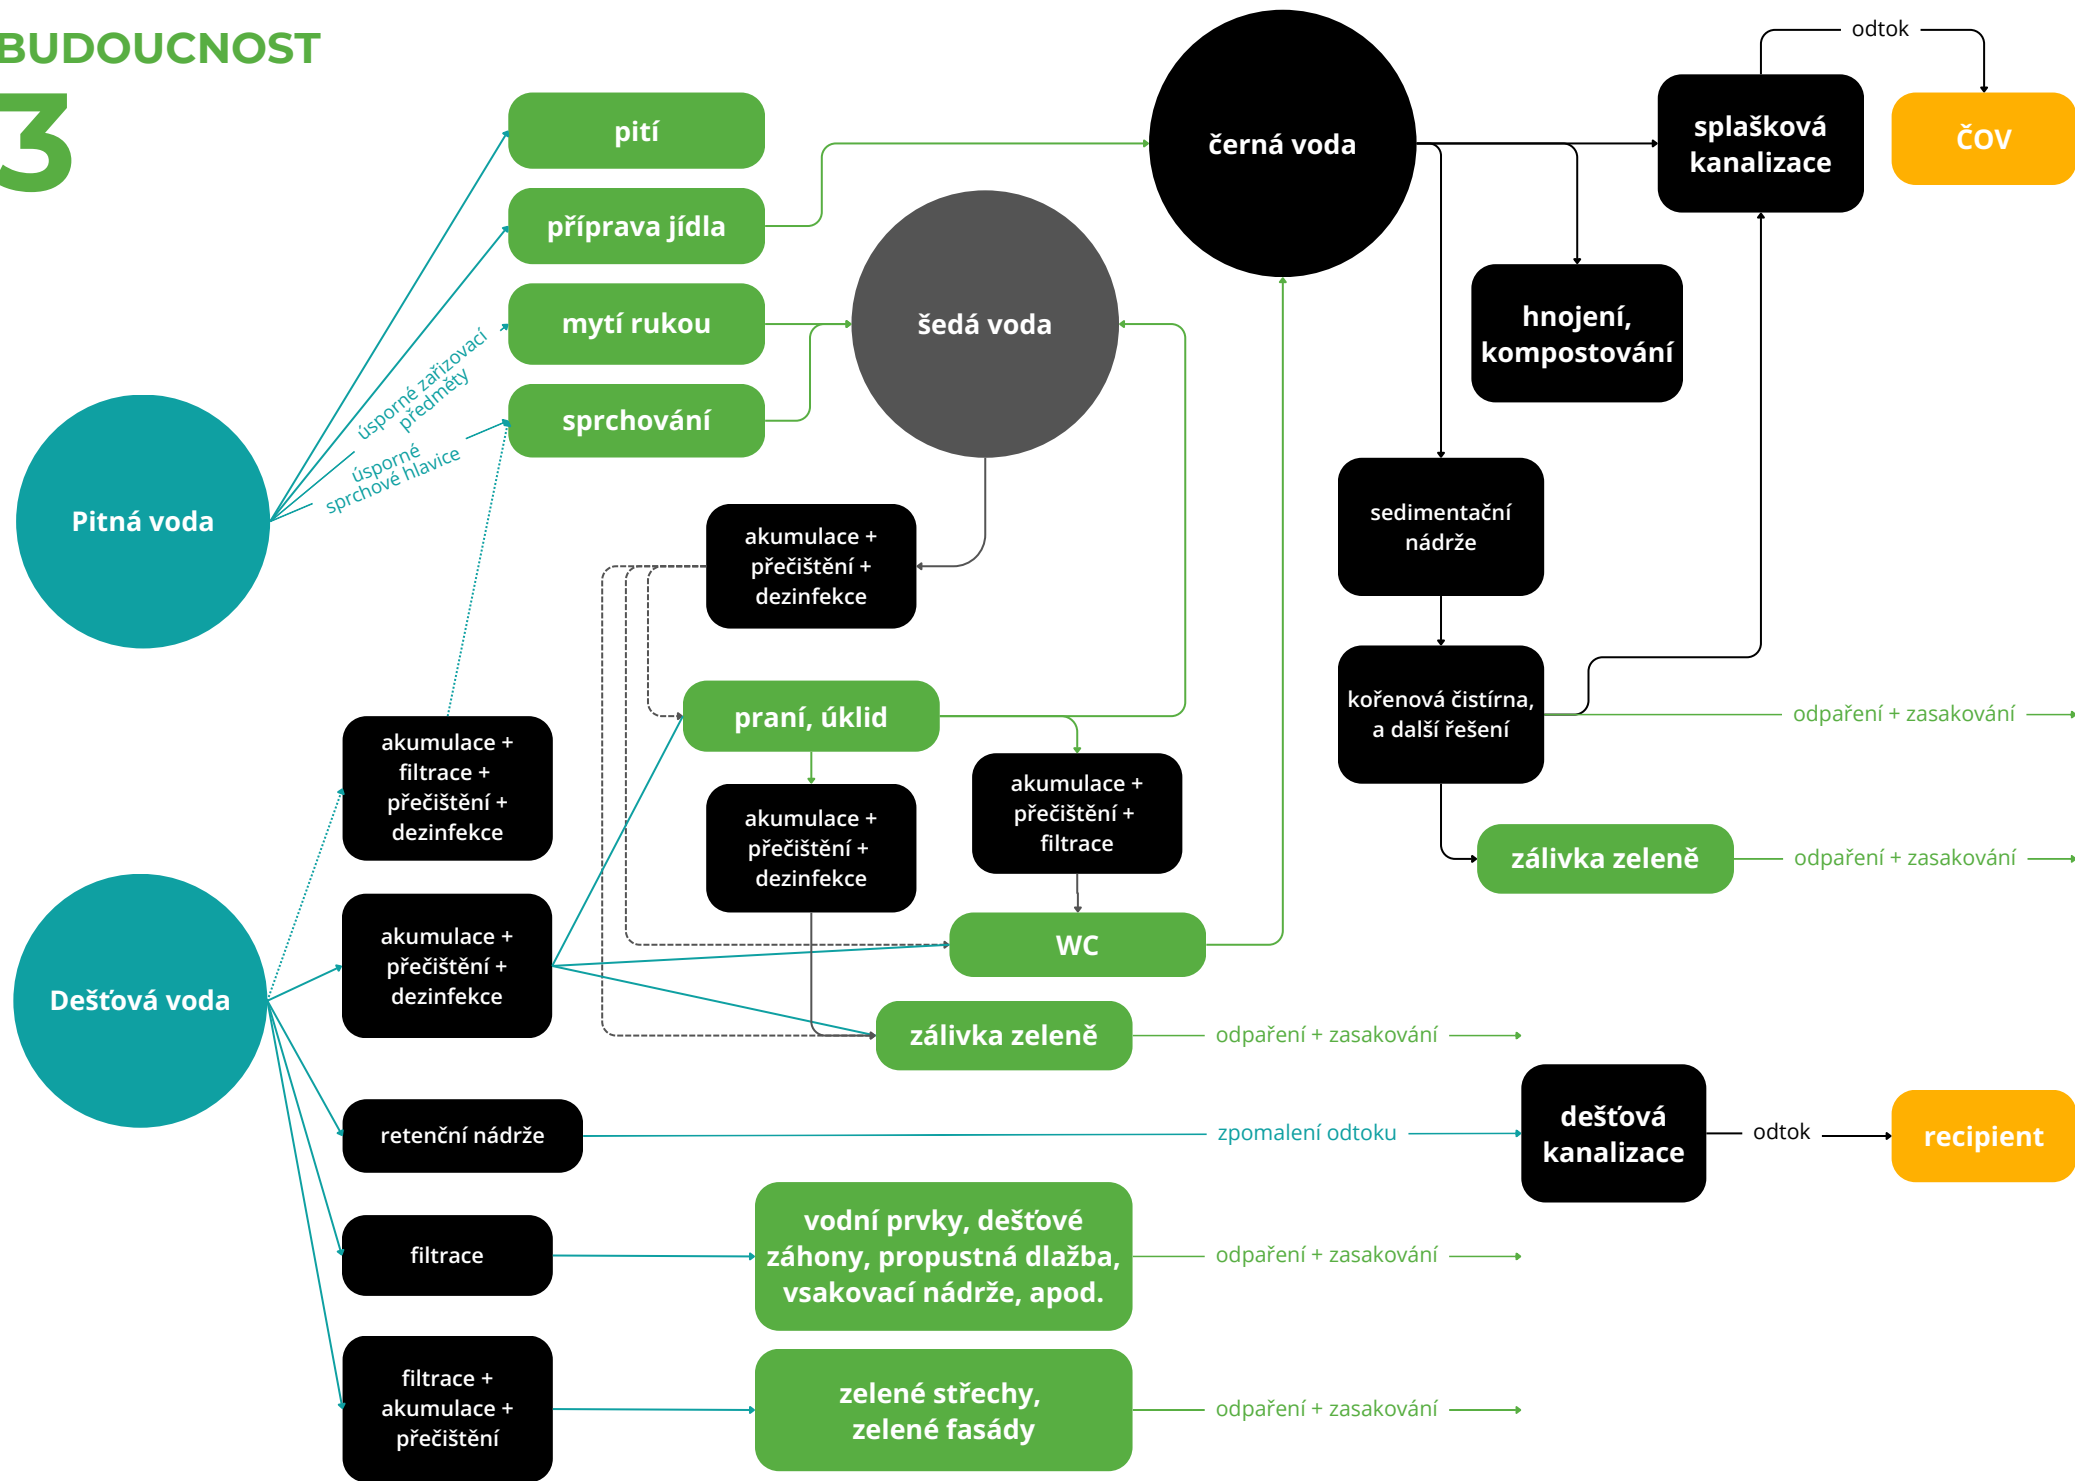 BUDOUCNOST
3
pití
příprava jídla
mytí rukou
sprchování
úsporné zařizovací
předměty
úsporné
sprchové hlavice
Pitná voda
Dešťová voda
šedá voda
černá voda
splašková
kanalizace
odtok
ČOV
hnojení,
kompostování
sedimentační
nádrže
kořenová čistírna,
a další řešení
odpaření + zasakování
zálivka zeleně
odpaření + zasakování
akumulace +
přečištění +
dezinfekce
praní, úklid
akumulace +
přečištění +
dezinfekce
akumulace +
přečištění +
filtrace
WC
zálivka zeleně
odpaření + zasakování
akumulace +
filtrace +
přečištění +
dezinfekce
akumulace +
přečištění +
dezinfekce
retenční nádrže
zpomalení odtoku
dešťová
kanalizace
odtok
recipient
filtrace
vodní prvky, dešťové
záhony, propustná dlažba,
vsakovací nádrže, apod.
odpaření + zasakování
filtrace +
akumulace +
přečištění
zelené střechy,
zelené fasády
odpaření + zasakování